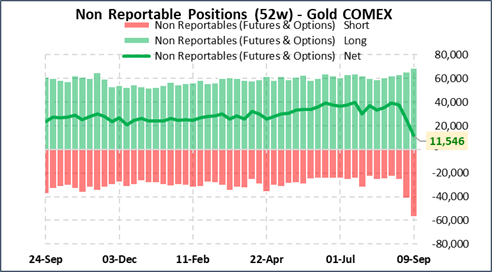 Non Reportable Positions (52w) - Gold COMEX
Non Reportables (Futures & Options) Short
Non Reportables (Futures & Options) Long
Non Reportables (Futures & Options) Net
80,000
60,000
40,000
20,000
11,546
-
-20,000
-40,000
-60,000
-80,000
24-Sep 03-Dec 11-Feb 22-Apr 01-Jul 09-Sep